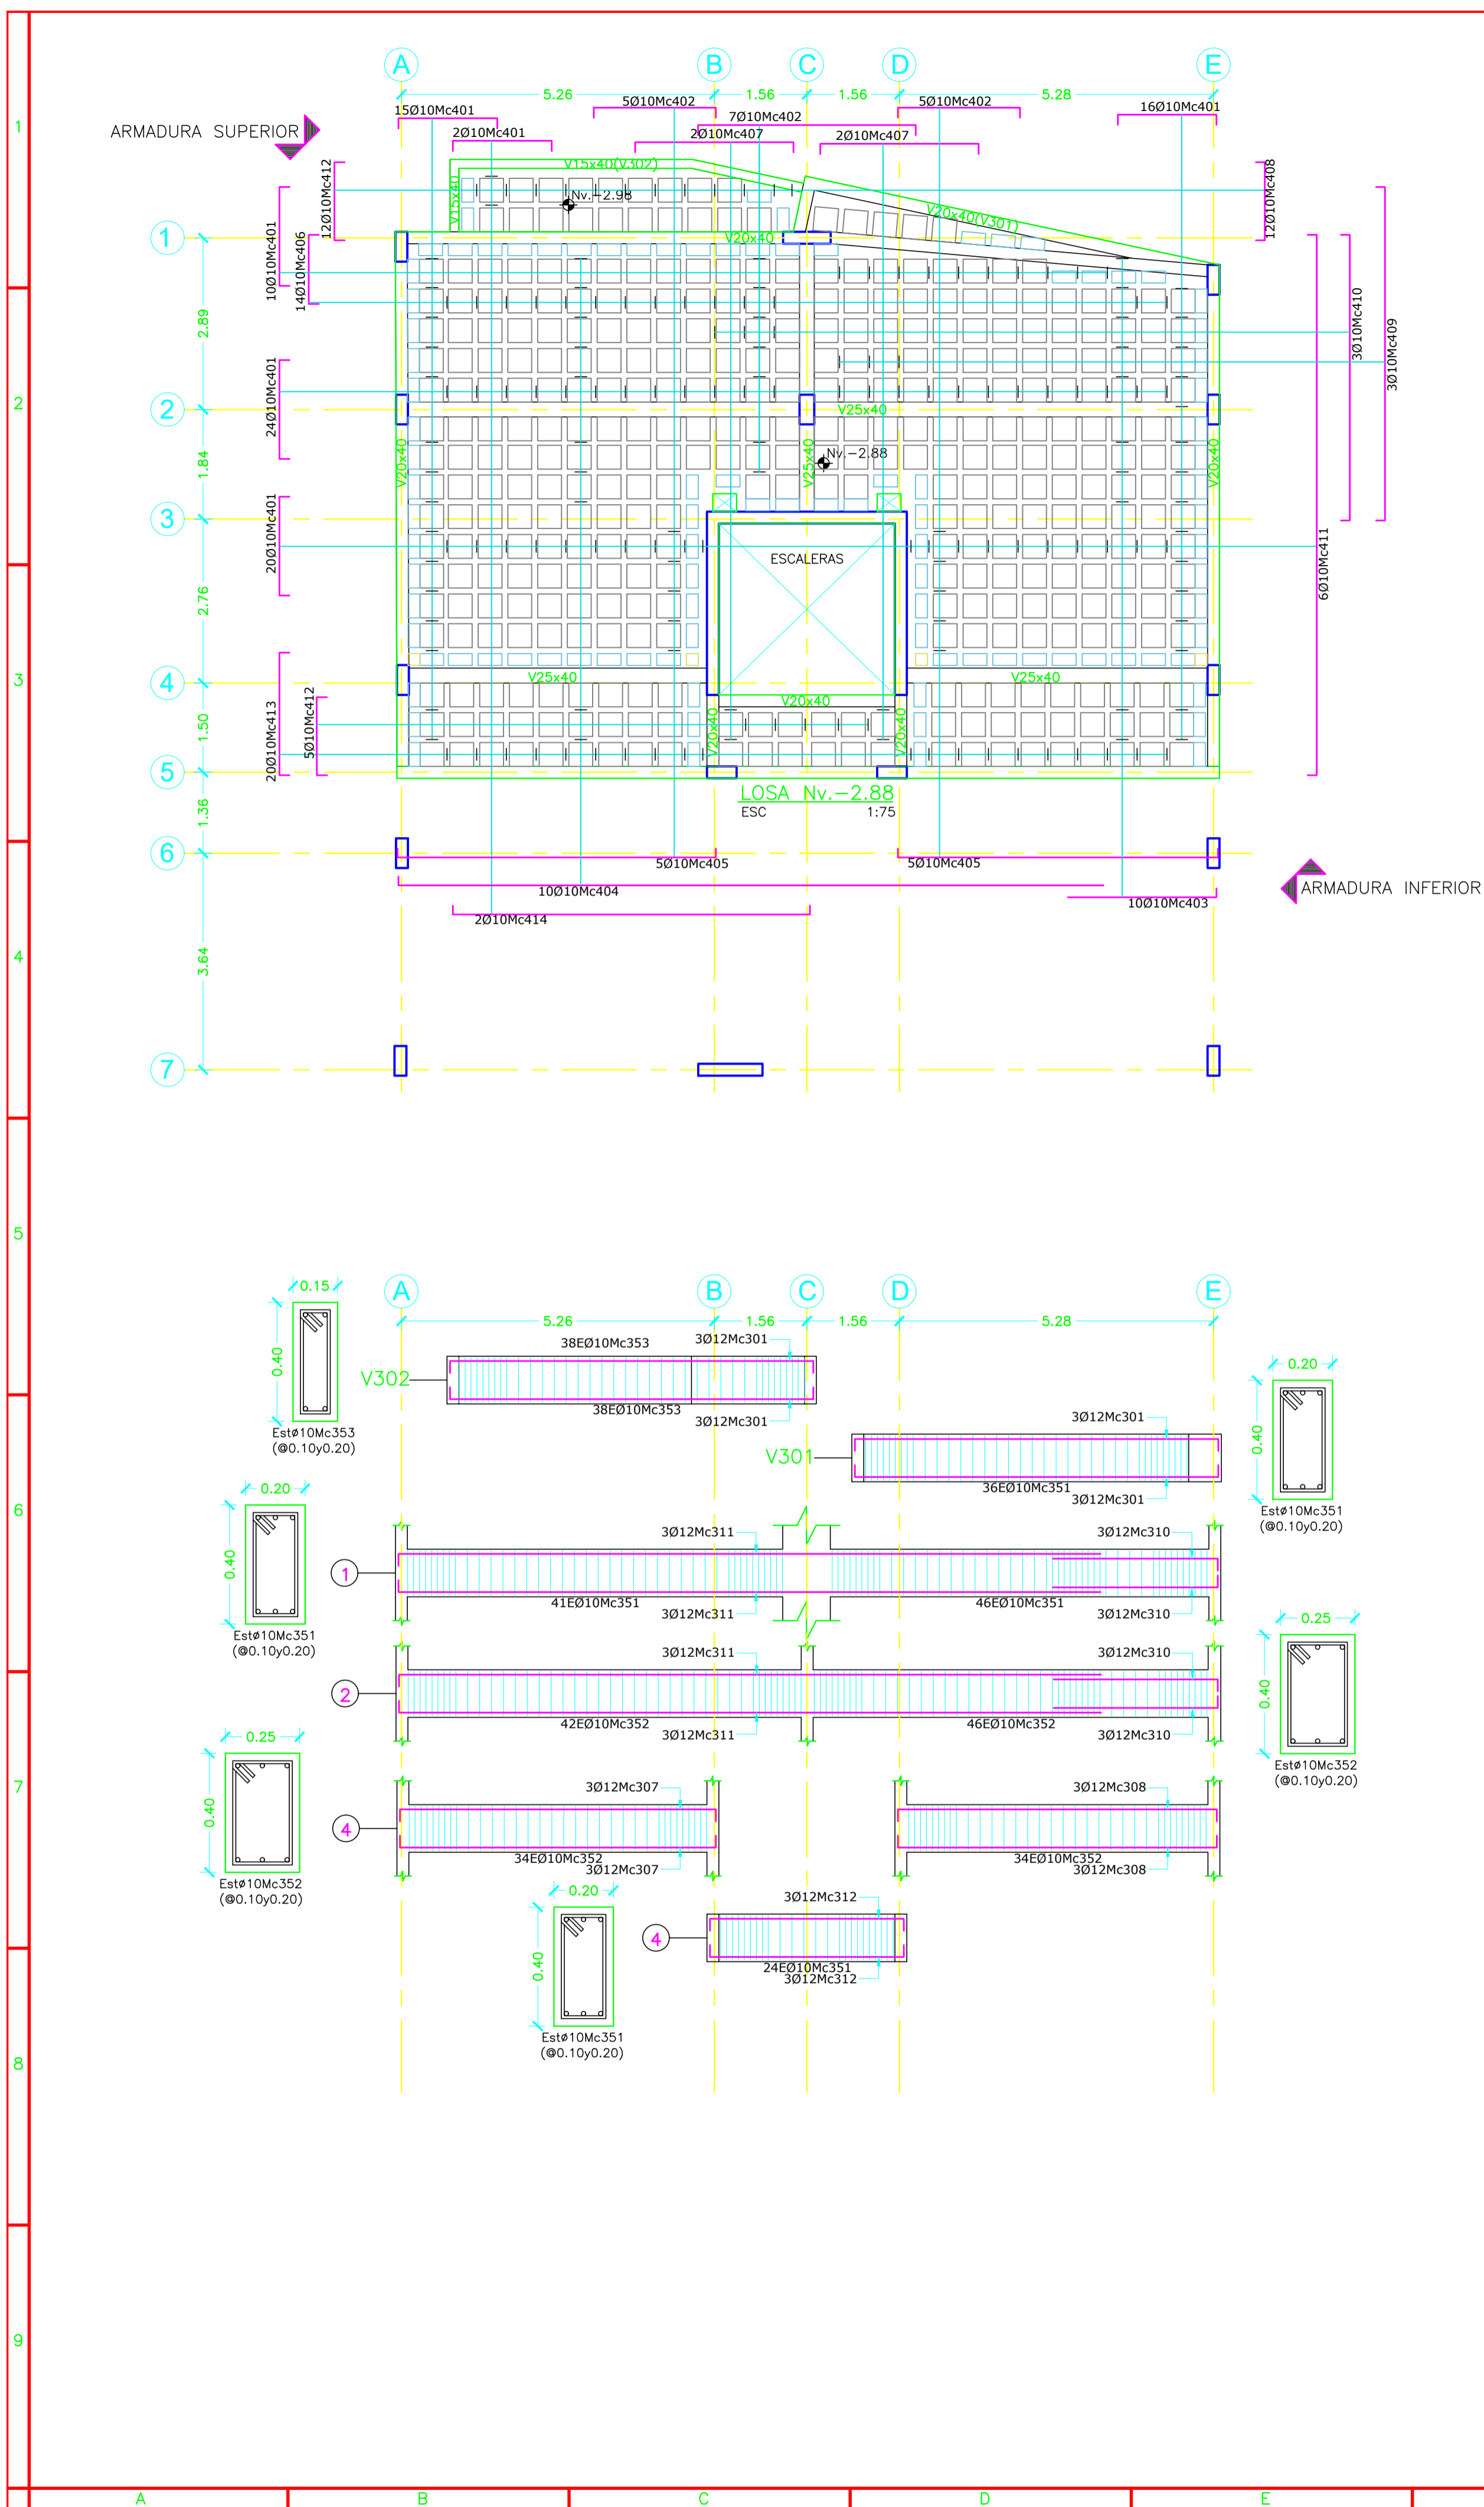 A B C D E
5.26 1.56 1.56 5.28
15Ø10Mc401
5Ø10Mc402
5Ø10Mc402
16Ø10Mc401
7Ø10Mc402
ARMADURA SUPERIOR
2Ø10Mc401
2Ø10Mc407
2Ø10Mc407
V15x40(V302)
12Ø10Mc412
V15x40
Nv.-2.98
V20x40(V301)
12Ø10Mc408
10Ø10Mc401
14Ø10Mc406
V20x40
1
2.89
3Ø10Mc410
3Ø10Mc409
24Ø10Mc401
2
V25x40
V20x40
V25x40
Nv.-2.88
V20x40
1.84
3
20Ø10Mc401
ESCALERAS
6Ø10Mc411
2.76
4
V25x40
V25x40
V20x40
20Ø10Mc413
5Ø10Mc412
V20x40
V20x40
1.50
5
LOSA Nv.-2.88
ESC 1:75
1.36
6
5Ø10Mc405
5Ø10Mc405
10Ø10Mc404
ARMADURA INFERIOR
10Ø10Mc403
2Ø10Mc414
3.64
7
A B C D E
5.26 1.56 1.56 5.28
0.15
0.40
Estø10Mc353
(@0.10y0.20)
38EØ10Mc353
3Ø12Mc301
V302
38EØ10Mc353
3Ø12Mc301
0.20
0.40
Estø10Mc351
(@0.10y0.20)
3Ø12Mc301
V301
36EØ10Mc351
3Ø12Mc301
0.20
0.40
Estø10Mc351
(@0.10y0.20)
3Ø12Mc311
3Ø12Mc310
1
41EØ10Mc351
3Ø12Mc311
46EØ10Mc351
3Ø12Mc310
0.25
0.40
Estø10Mc352
(@0.10y0.20)
3Ø12Mc311
3Ø12Mc310
2
42EØ10Mc352
3Ø12Mc311
46EØ10Mc352
3Ø12Mc310
0.25
0.40
Estø10Mc352
(@0.10y0.20)
3Ø12Mc307
3Ø12Mc308
4
34EØ10Mc352
3Ø12Mc307
34EØ10Mc352
3Ø12Mc308
0.20
0.40
Estø10Mc351
(@0.10y0.20)
3Ø12Mc312
4
24EØ10Mc351
3Ø12Mc312
1
2
3
4
5
6
7
8
9
A B C D E